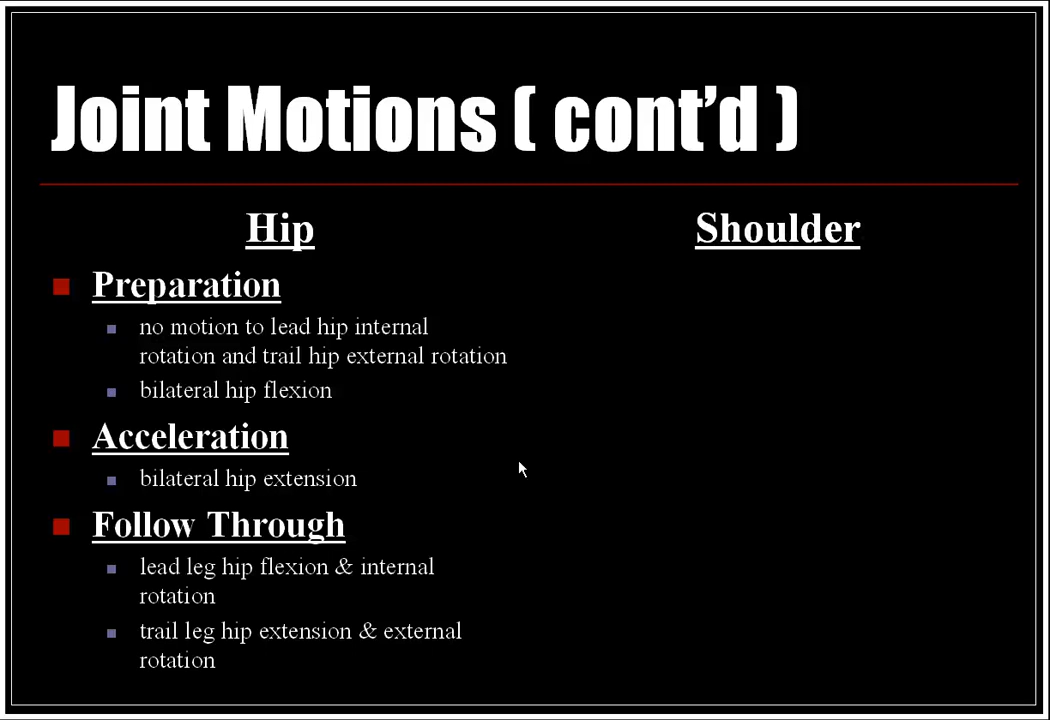 Joint Motions ( cont’d )
Hip
Shoulder
Preparation
no motion to lead hip internal
rotation and trail hip external rotation
bilateral hip flexion
Acceleration
bilateral hip extension
Follow Through
lead leg hip flexion & internal
rotation
trail leg hip extension & external
rotation